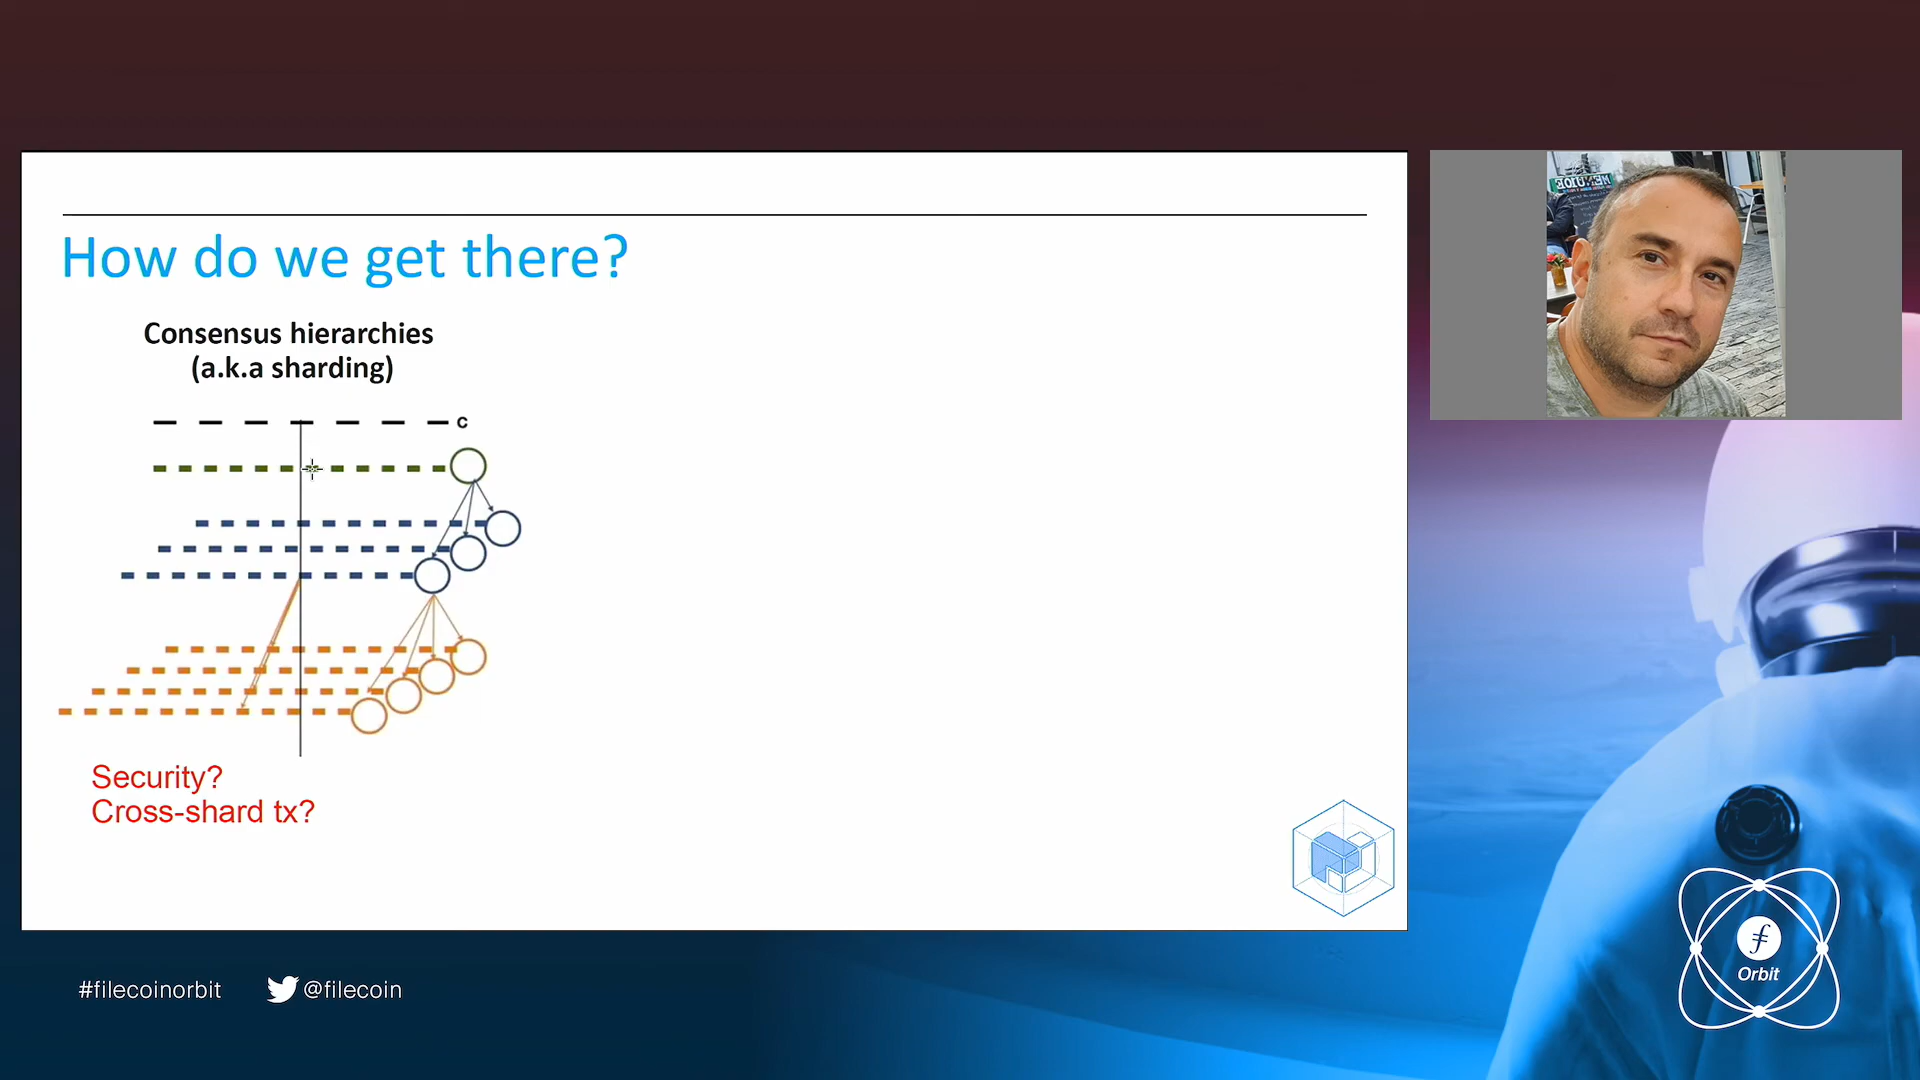 How do we get there?
Consensus hierarchies
(a.k.a sharding)
C
Security?
Cross-shard tx?
#filecoinorbit
@filecoin
Orbit